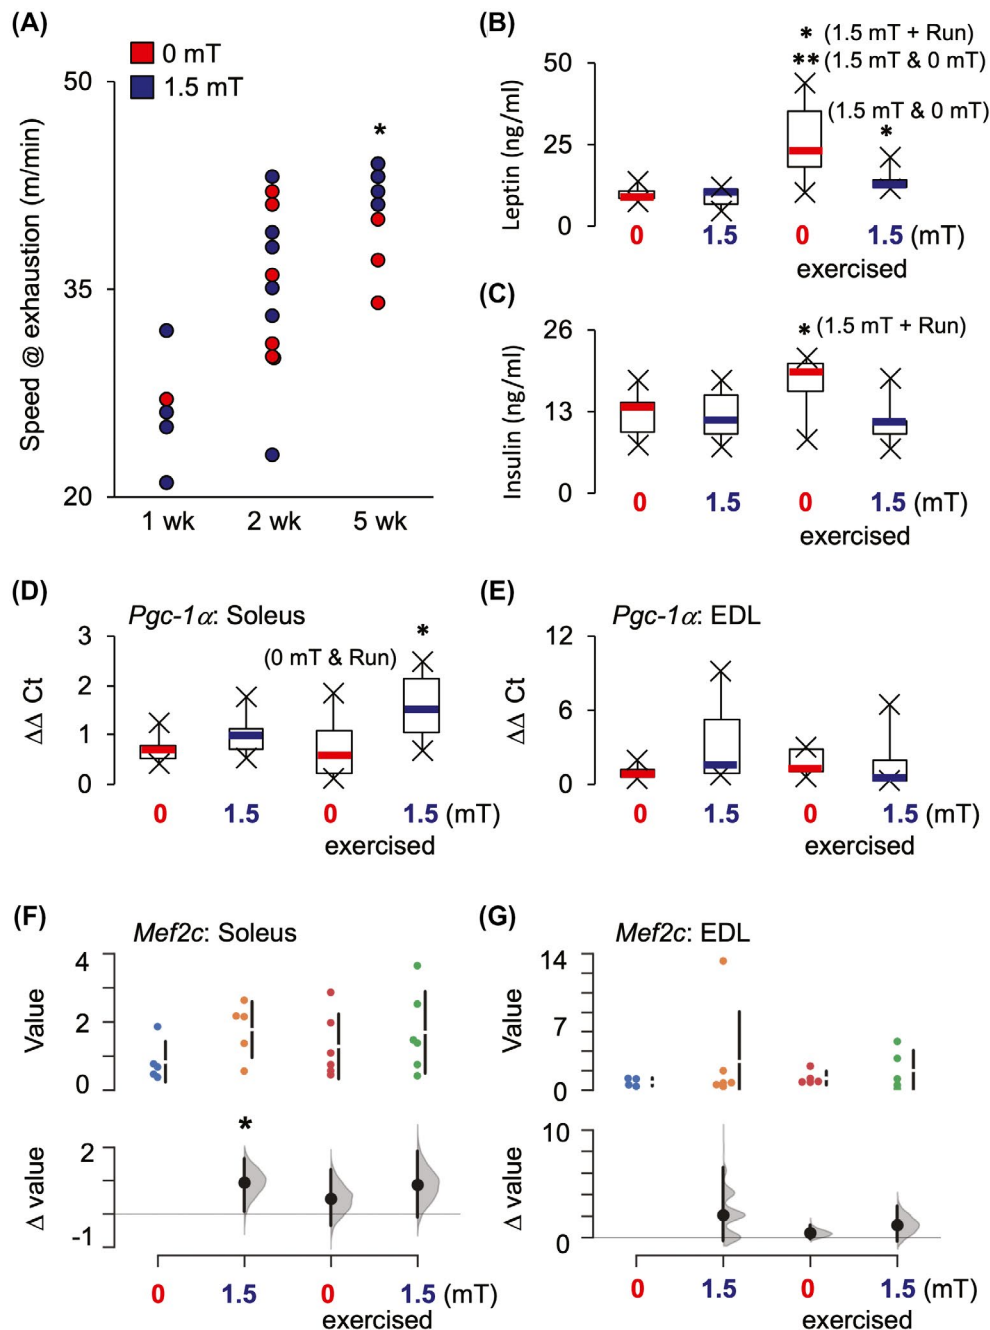 (A)
0 mT
1.5 mT
50
*
35
20
Speed @ exhaustion (m/min)
1 wk 2 wk 5 wk
(B)
* (1.5 mT + Run)
** (1.5 mT & 0 mT)
(1.5 mT & 0 mT)
*
50
25
0
Leptin (ng/ml)
0 1.5 0 1.5 (mT)
exercised
(C)
* (1.5 mT + Run)
26
13
0
Insulin (ng/ml)
0 1.5 0 1.5 (mT)
exercised
(D)
Pgc-1α: Soleus
*
(0 mT & Run)
3
2
1
0
ΔΔ Ct
0 1.5 0 1.5 (mT)
exercised
(E)
Pgc-1α: EDL
12
6
0
ΔΔ Ct
0 1.5 0 1.5 (mT)
exercised
(F)
Mef2c: Soleus
4
2
0
Value
*
2
-1
Δ value
0 1.5 0 1.5 (mT)
exercised
(G)
Mef2c: EDL
14
7
0
Value
10
0
Δ value
0 1.5 0 1.5 (mT)
exercised